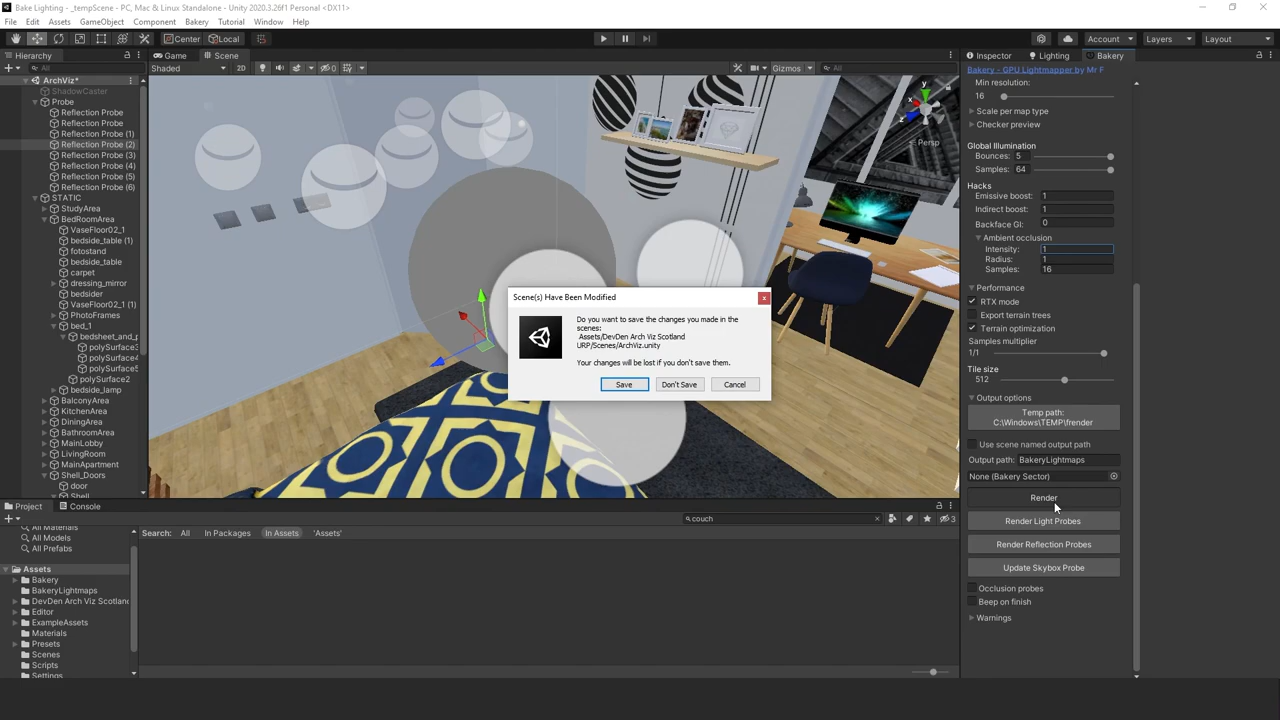 Bake Lighting - _tempScene - PC, Mac & Linux Standalone - Unity 2020.3.26f1 Personal <DX11>
File Edit Assets GameObject Component Bakery Tutorial Window Help
Center Local Account Layers Layout
Hierarchy
All
ArchViz*
ShadowCaster
Probe
Reflection Probe
Reflection Probe
Reflection Probe (1)
Reflection Probe (2)
Reflection Probe (3)
Reflection Probe (4)
Reflection Probe (5)
Reflection Probe (6)
STATIC
StudyArea
BedRoomArea
VaseFloor02_1
bedside_table (1)
fotostand
bedside_table
carpet
dressing_mirror
bedsider
VaseFloor02_1 (1)
PhotoFrames
bed_1
bedsheet_and_p
polySurface
polySurface
polySurface
polySurface2
bedside_lamp
BalconyArea
KitchenArea
DiningArea
BathroomArea
MainLobby
LivingRoom
MainApartment
Shell_Doors
door
Shell
Game Scene
Shaded 2D 0 Gizmos All
y
x
z
Persp
Scene(s) Have Been Modified
x
Do you want to save the changes you made in the
scenes:
Assets/DevDen Arch Viz Scotland
URP/Scenes/ArchViz.unity
Your changes will be lost if you don't save them.
Save Don't Save Cancel
Inspector Lighting Bakery
Bakery - GPU Lightmapper by Mr F
Min resolution:
16
Scale per map type
Checker preview
Global Illumination
Bounces: 5
Samples: 64
Hacks
Emissive boost: 1
Indirect boost: 1
Backface GI: 0
Ambient occlusion
Intensity: 1
Radius: 1
Samples: 16
Performance
RTX mode
Export terrain trees
Terrain optimization
Samples multiplier
1/1
Tile size
512
Output options
Temp path:
C:\Windows\TEMP\frender
Use scene named output path
Output path: BakeryLightmaps
None (Bakery Sector)
Render
Render Light Probes
Render Reflection Probes
Update Skybox Probe
Occlusion probes
Beep on finish
Warnings
Project Console
couch 3
All Materials
All Models
All Prefabs
Assets
Bakery
BakeryLightmaps
DevDen Arch Viz Scotland
Editor
ExampleAssets
Materials
Presets
Scenes
Scripts
Settings
Search: All In Packages In Assets 'Assets'